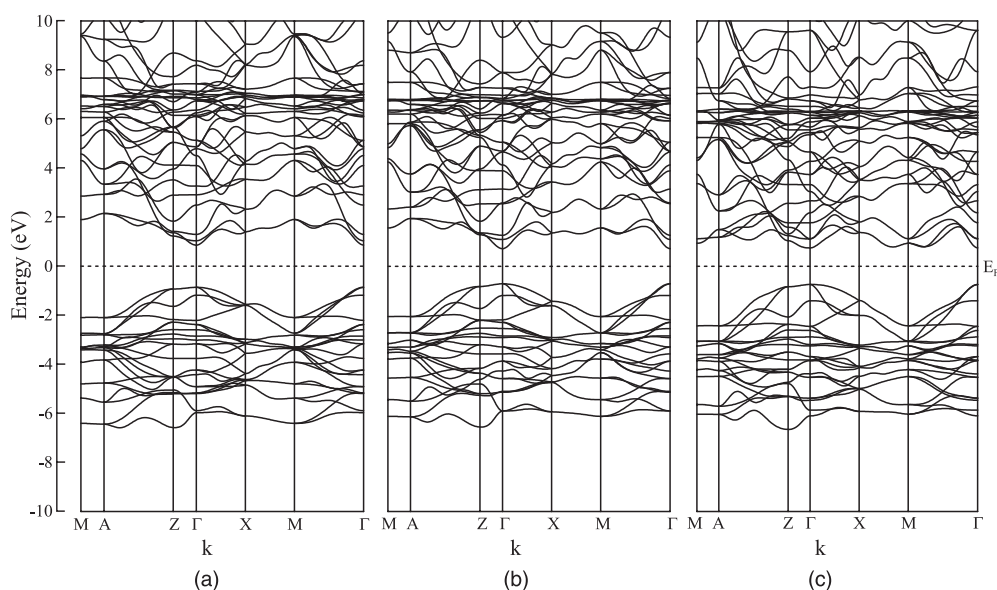 10
8
6
4
2
0
-2
-4
-6
-8
-10
Energy (eV)
M A Z Γ X M Γ
M A Z Γ X M Γ
M A Z Γ X M Γ
E_F
k k k
(a) (b) (c)